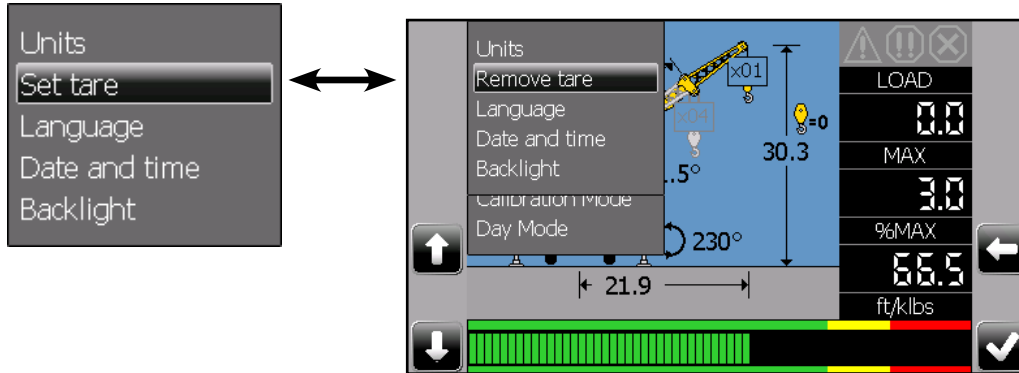 Units
Set tare
Language
Date and time
Backlight
Units
Remove tare
Language
Date and time
Backlight
Calibration Mode
Day Mode
x01
x04
=0
.5°
30.3
230°
21.9
LOAD
0.0
MAX
3.0
%MAX
66.5
ft/klbs